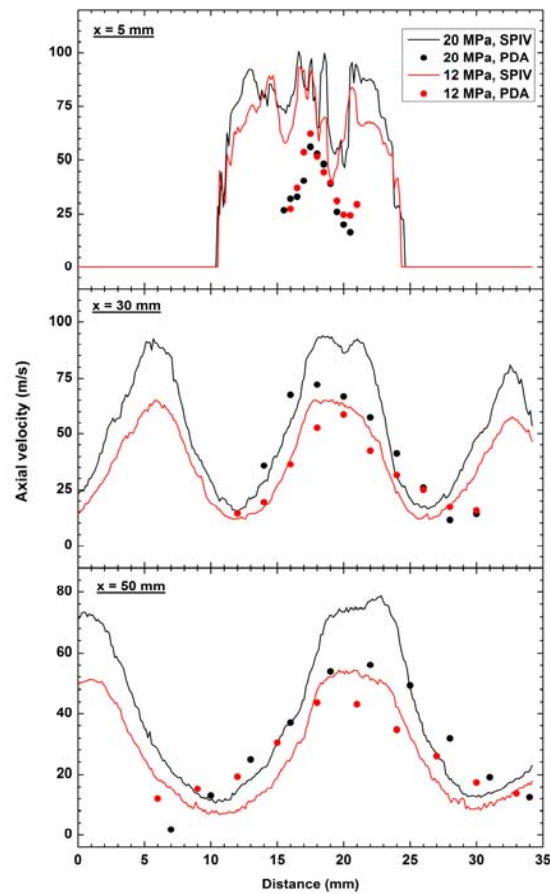 x = 5 mm
20 MPa, SPIV
20 MPa, PDA
12 MPa, SPIV
12 MPa, PDA
100
75
50
25
0
x = 30 mm
100
75
50
25
0
Axial velocity (m/s)
x = 50 mm
80
60
40
20
0
0 5 10 15 20 25 30 35
Distance (mm)